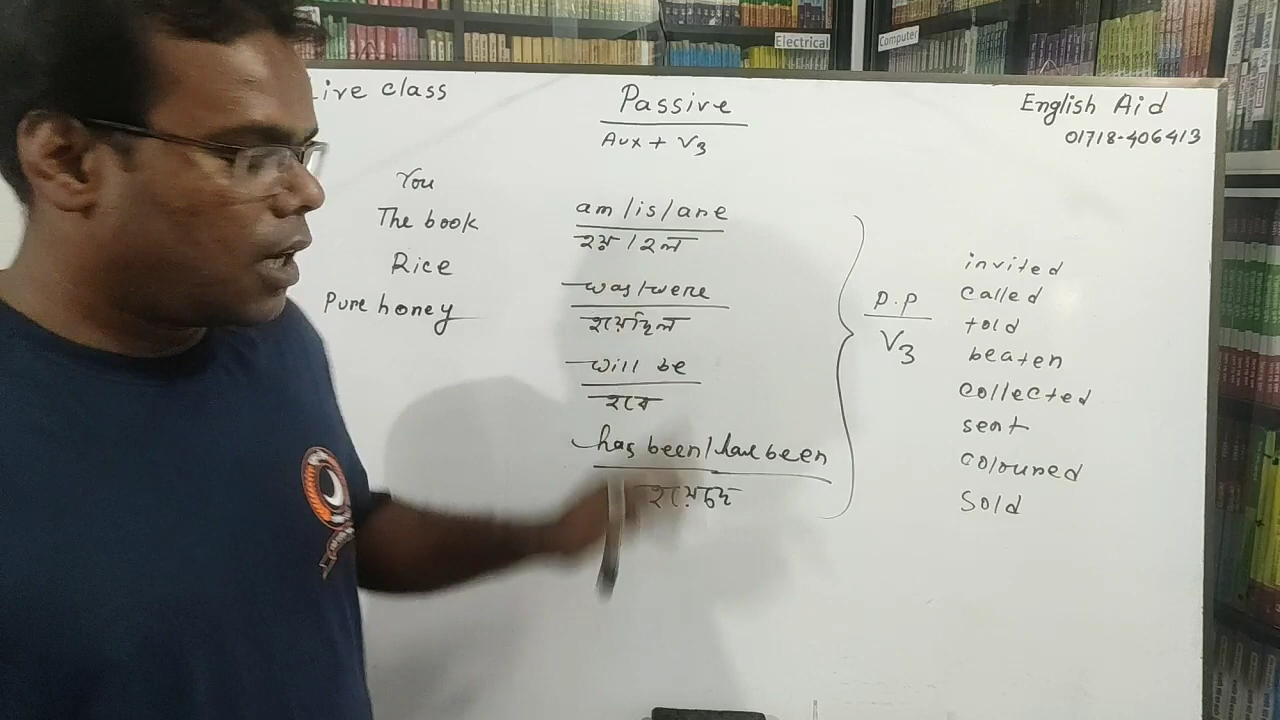 Electrical
Computer
Live class
Passive
Aux + V3
English Aid
01718-406413
You
The book
Rice
Pure honey
am/is/are
হয়/হল
was/were
হয়েছিল
will be
হবে
has been/have been
হয়েছে
P.P
V3
invited
called
told
beaten
collected
sent
coloured
Sold